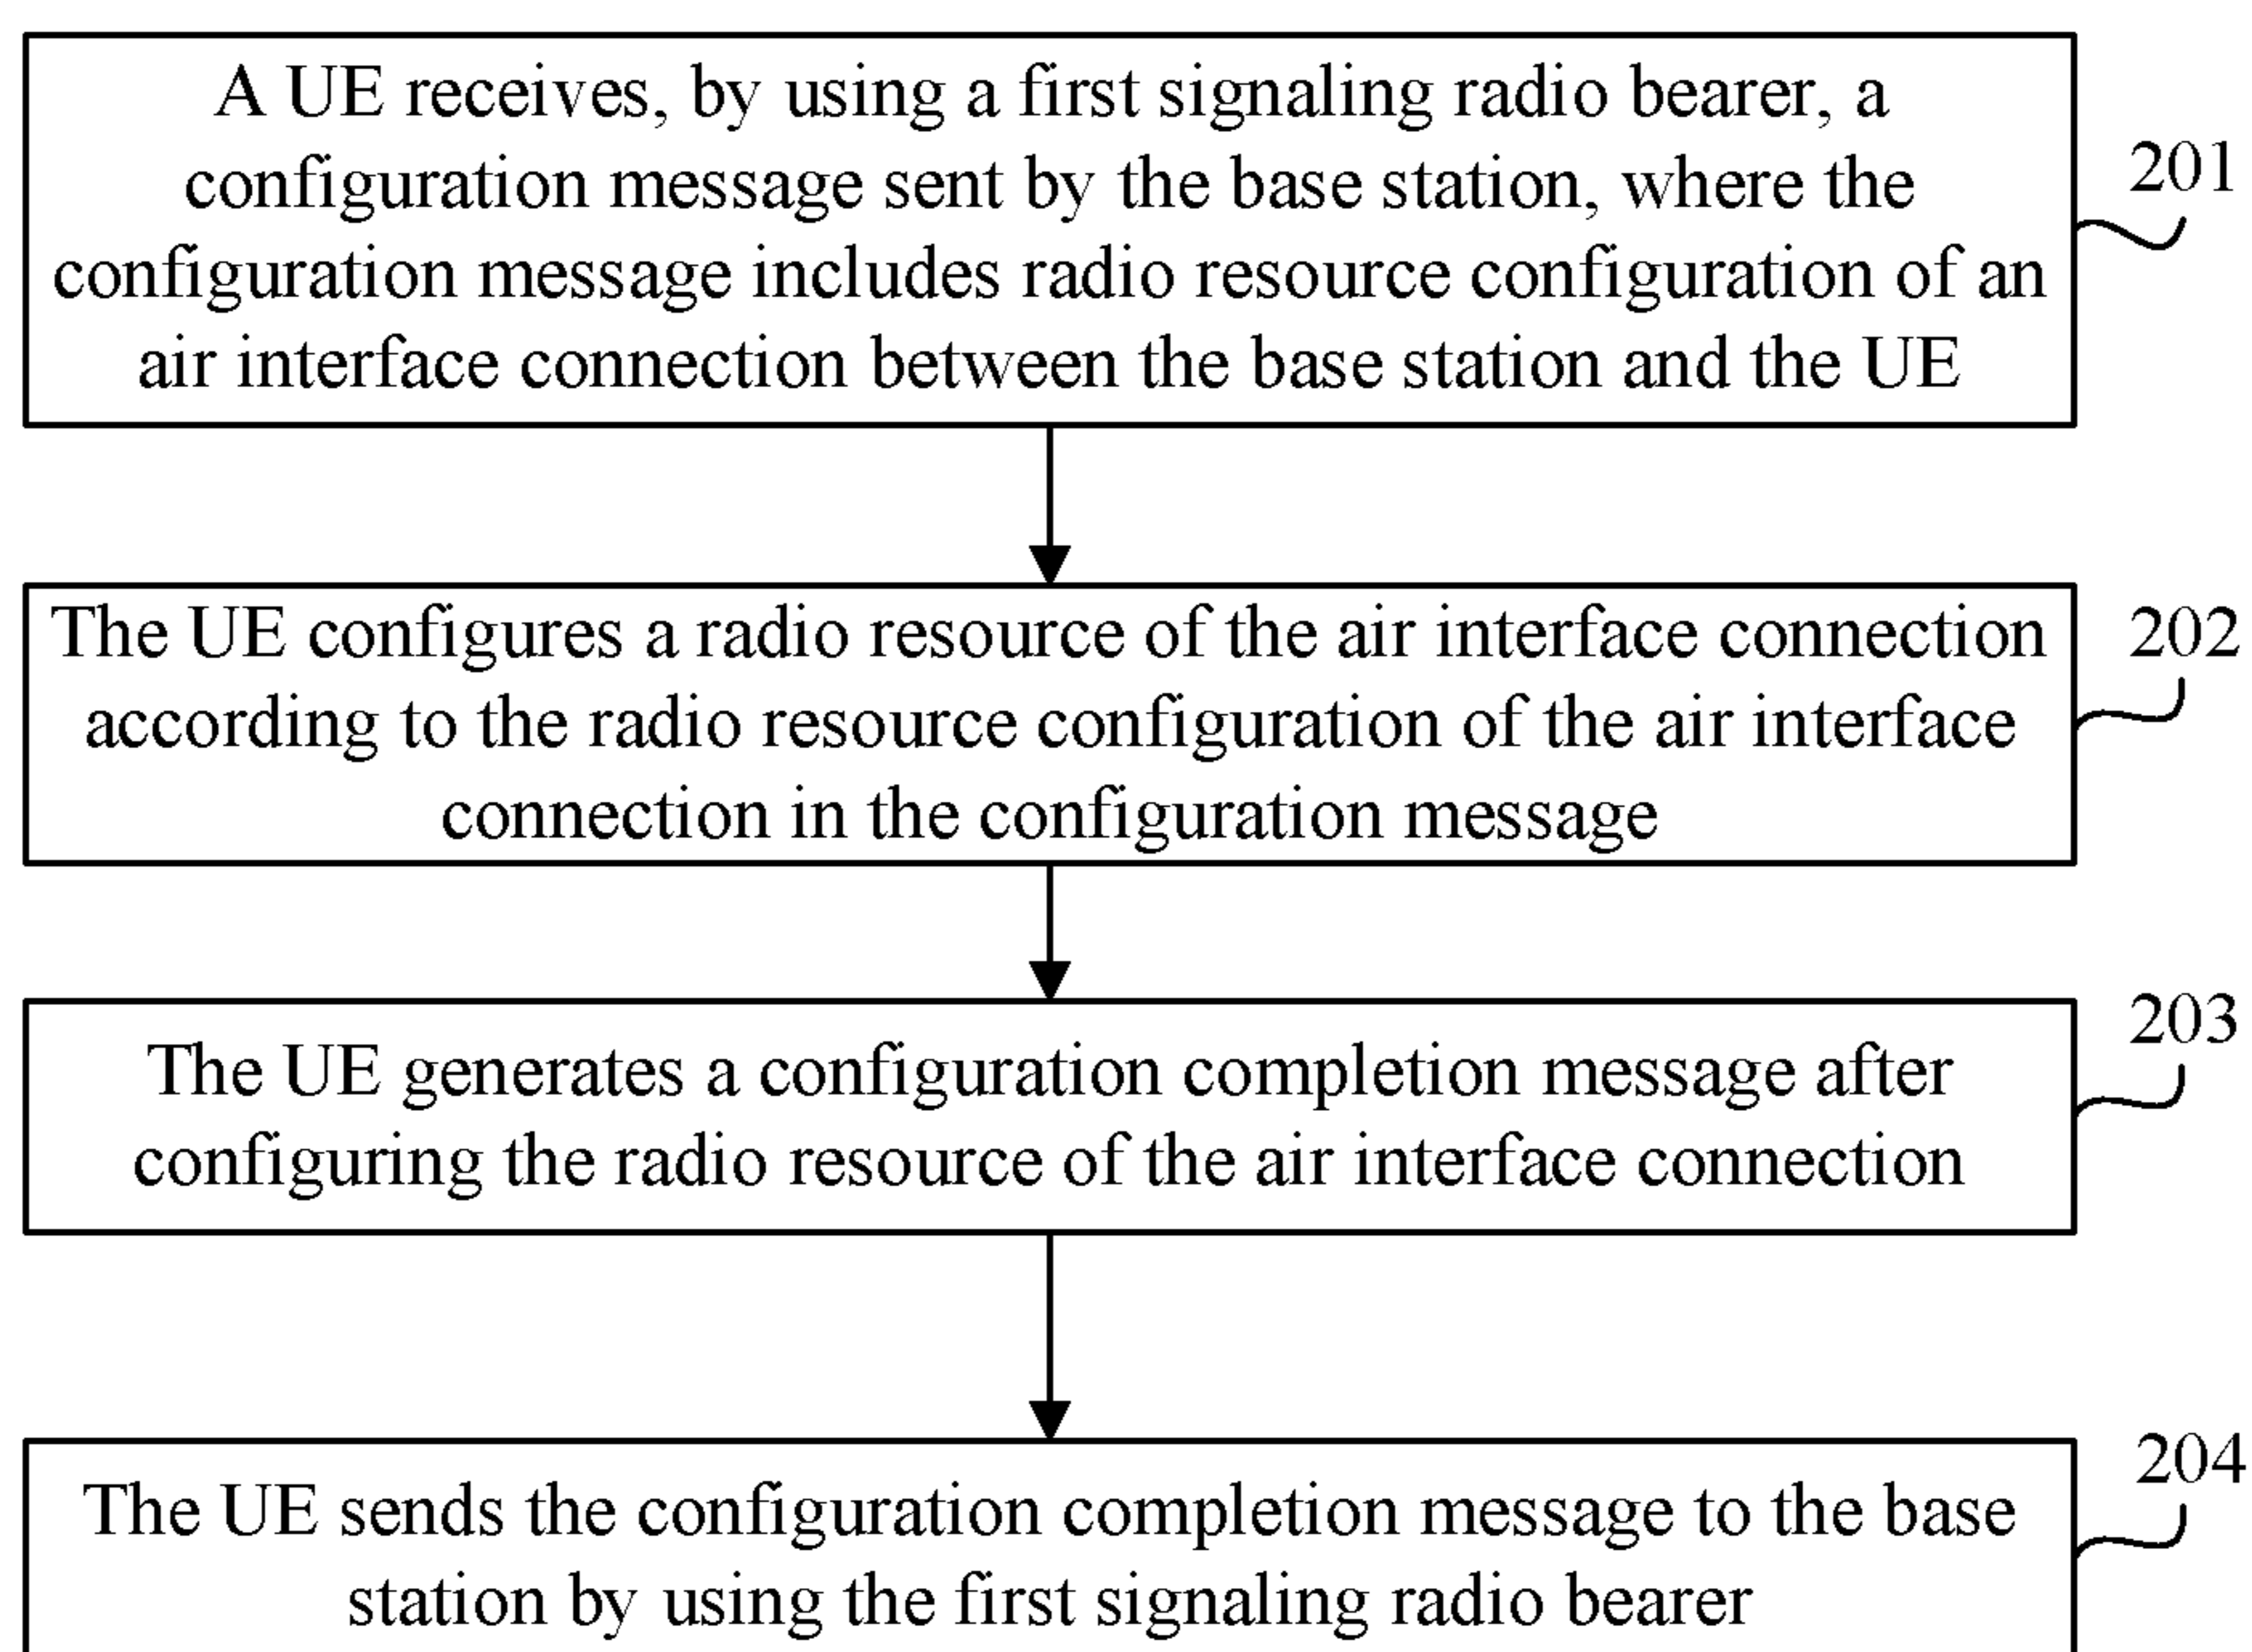 A UE receives, by using a first signaling radio bearer, a
configuration message sent by the base station, where the
configuration message includes radio resource configuration of an
air interface connection between the base station and the UE
201
The UE configures a radio resource of the air interface connection
according to the radio resource configuration of the air interface
connection in the configuration message
202
The UE generates a configuration completion message after
configuring the radio resource of the air interface connection
203
The UE sends the configuration completion message to the base
station by using the first signaling radio bearer
204